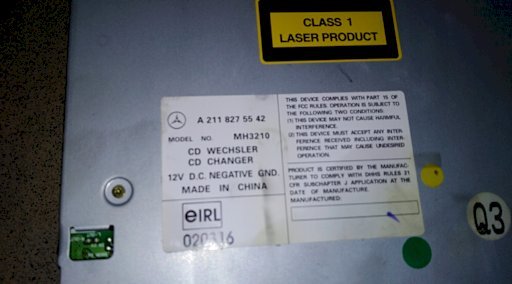 CLASS 1
LASER PRODUCT
A 211 827 55 42
MODEL NO. MH3210
CD WECHSLER
CD CHANGER
12V D.C. NEGATIVE GND.
MADE IN CHINA
eIRL
020316
THIS DEVICE COMPLIES WITH PART 15 OF
THE FCC RULES. OPERATION IS SUBJECT TO
THE FOLLOWING TWO CONDITIONS.
(1) THIS DEVICE MAY NOT CAUSE HARMFUL
INTERFERENCE.
(2) THIS DEVICE MUST ACCEPT ANY INTER-
FERENCE RECEIVED INCLUDING INTER-
FERENCE THAT MAY CAUSE UNDESIRED
OPERATION.
PRODUCT IS CERTIFIED BY THE MANUFAC-
TURER TO COMPLY WITH DHHS RULES 21
CFR SUBCHAPTER J APPLICATION AT THE
DATE OF MANUFACTURE.
MANUFACTURED:
Q3